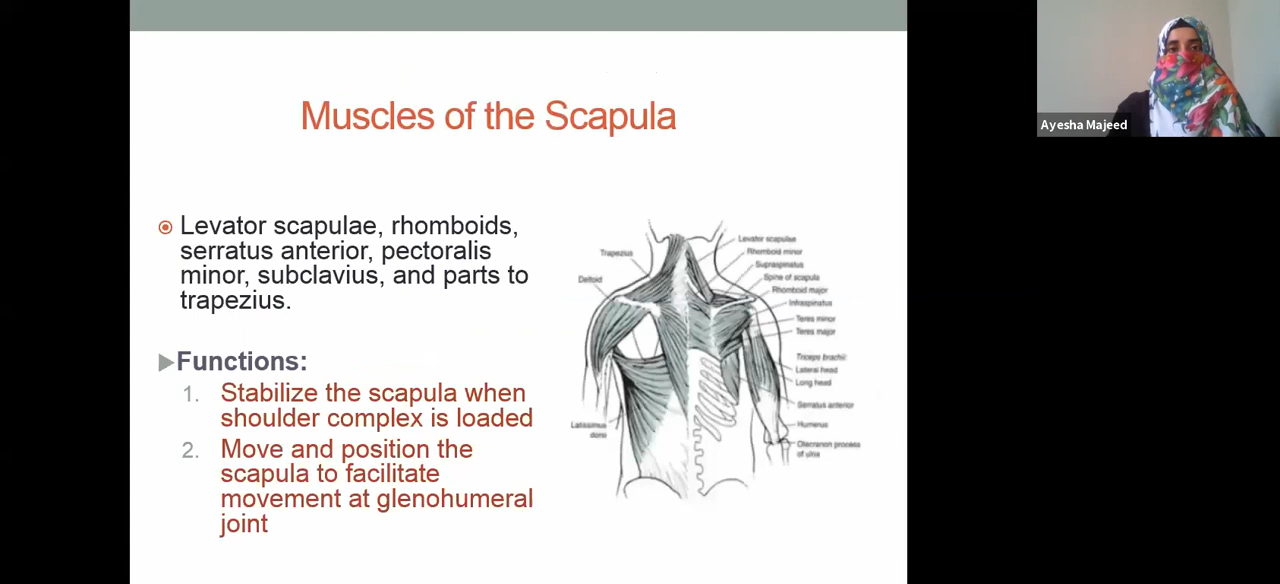 Muscles of the Scapula
Levator scapulae, rhomboids,
serratus anterior, pectoralis
minor, subclavius, and parts to
trapezius.
Functions:
1. Stabilize the scapula when
shoulder complex is loaded
2. Move and position the
scapula to facilitate
movement at glenohumeral
joint
Trapezius
Deltoid
Latissimus
dorsi
Levator scapulae
Rhomboid minor
Supraspinatus
Spine of scapula
Rhomboid major
Infraspinatus
Teres minor
Teres major
Triceps brachii:
Lateral head
Long head
Serratus anterior
Humerus
Olecranon process
of ulna
Ayesha Majeed